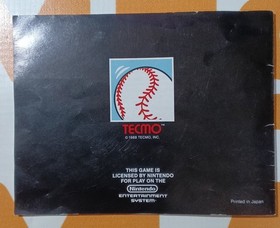 TECMO™
© 1988 TECMO, INC.
THIS GAME IS
LICENSED BY NINTENDO
FOR PLAY ON THE
Nintendo
ENTERTAINMENT
SYSTEM
Printed in Japan